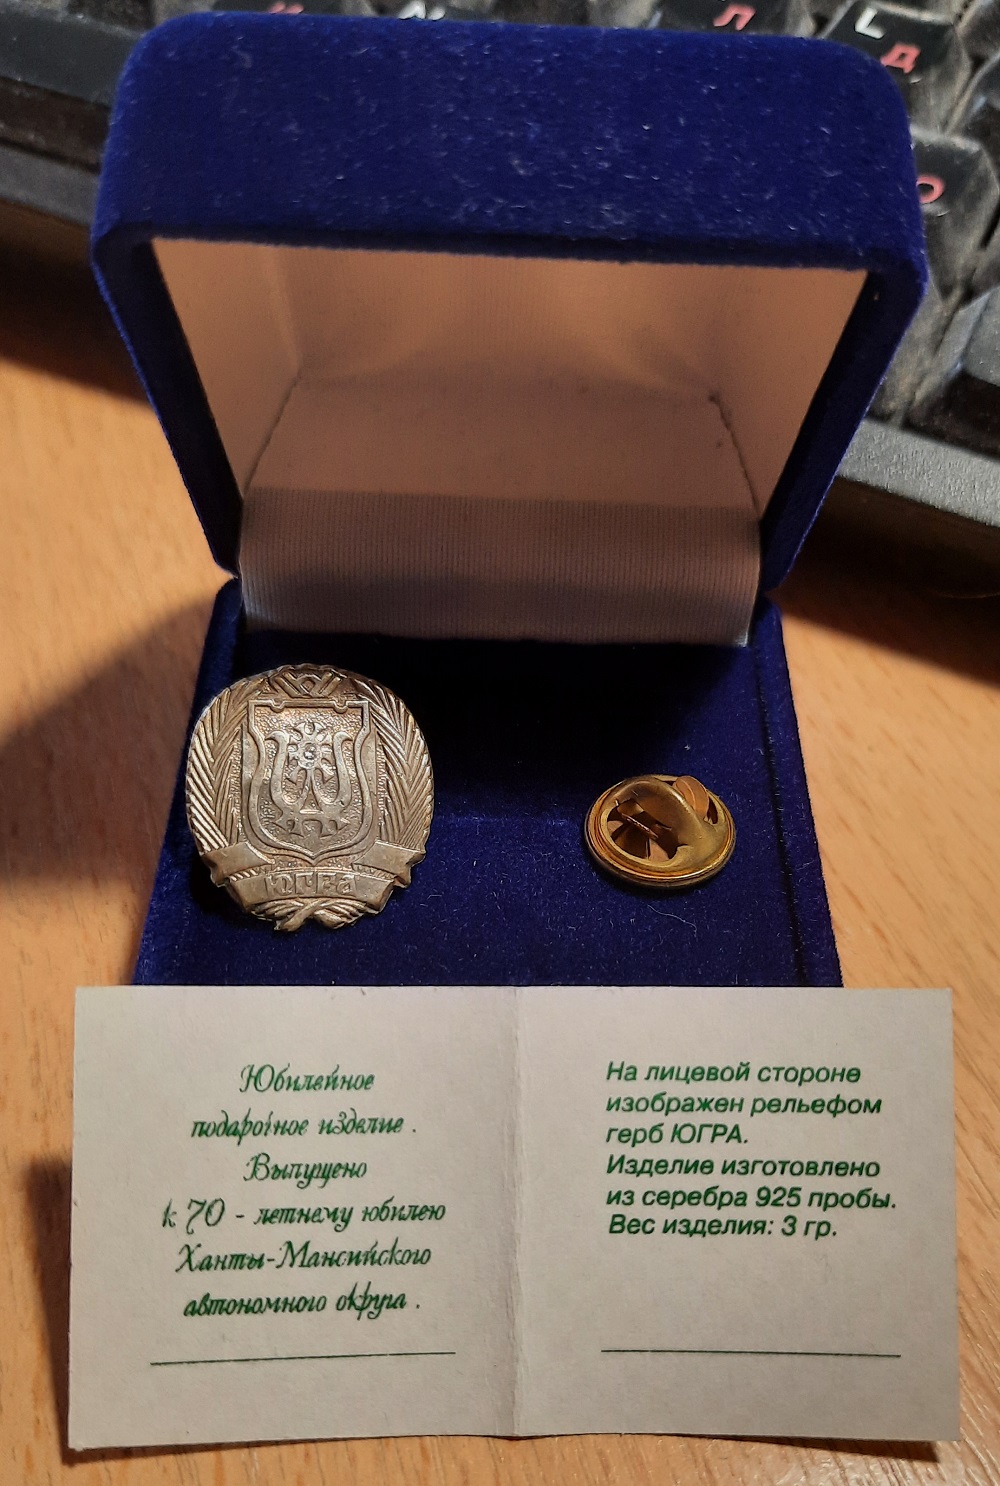 Л
L
Д
О
ЮГРА
Юбилейное
подарочное изделие .
Выпущено
к 70 - летнему юбилею
Ханты-Мансийского
автономного округа .
На лицевой стороне
изображен рельефом
герб ЮГРА.
Изделие изготовлено
из серебра 925 пробы.
Вес изделия: 3 гр.